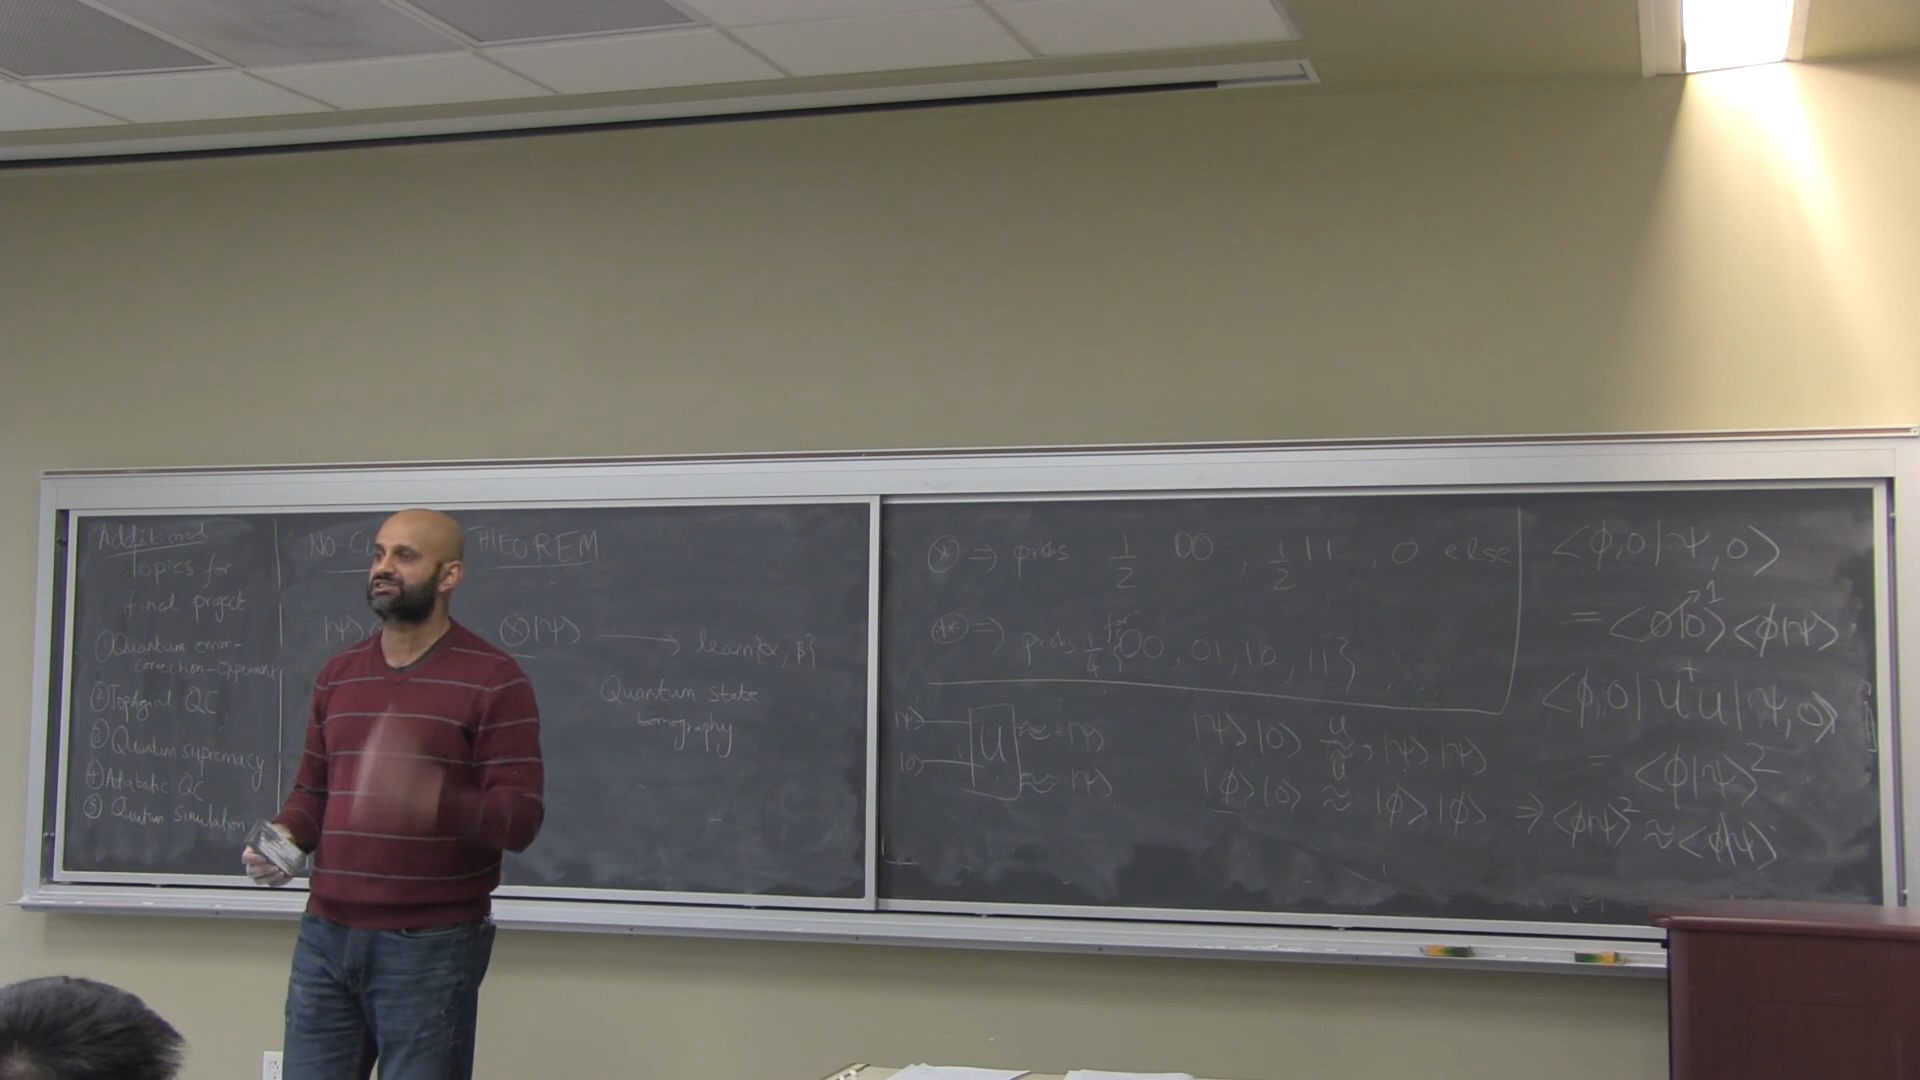 Additional
Topics for
final project
① Quantum error-
correction-Experiment
② Topological QC
③ Quantum supremacy
④ Adiabatic QC
⑤ Quantum simulation
NO-C THEOREM
|ψ⟩ ⊗|ψ⟩ → learn{α, β}
Quantum state
tomography
(*) ⇒ probs 1/2 00, 1/2 11, 0 else
(**) ⇒ probs 1/4 for {00, 01, 10, 11}
|ψ⟩ U ≈ |ψ⟩
|0⟩ ≈ |ψ⟩
|ψ⟩|0⟩ ≈^U |ψ⟩|ψ⟩
|φ⟩|0⟩ ≈^U |φ⟩|φ⟩ ⇒ ⟨φ|ψ⟩² ≈ ⟨φ|ψ⟩
⟨φ,0|ψ,0⟩
= ⟨0|0⟩ ↗1 ⟨φ|ψ⟩
⟨φ,0|U†U|ψ,0⟩
= ⟨φ|ψ⟩²